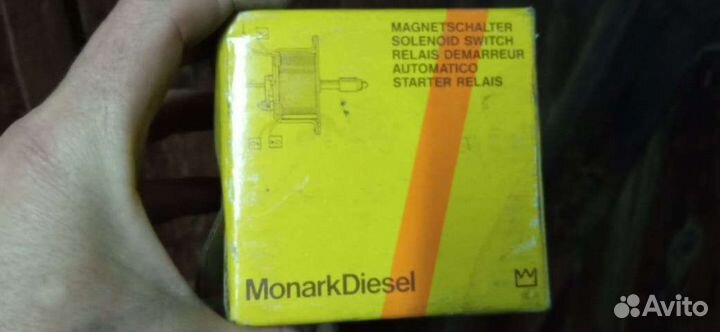 MAGNETSCHALTER
SOLENOID SWITCH
RELAIS DEMARREUR
AUTOMATICO
STARTER RELAIS
MonarkDiesel
Avito